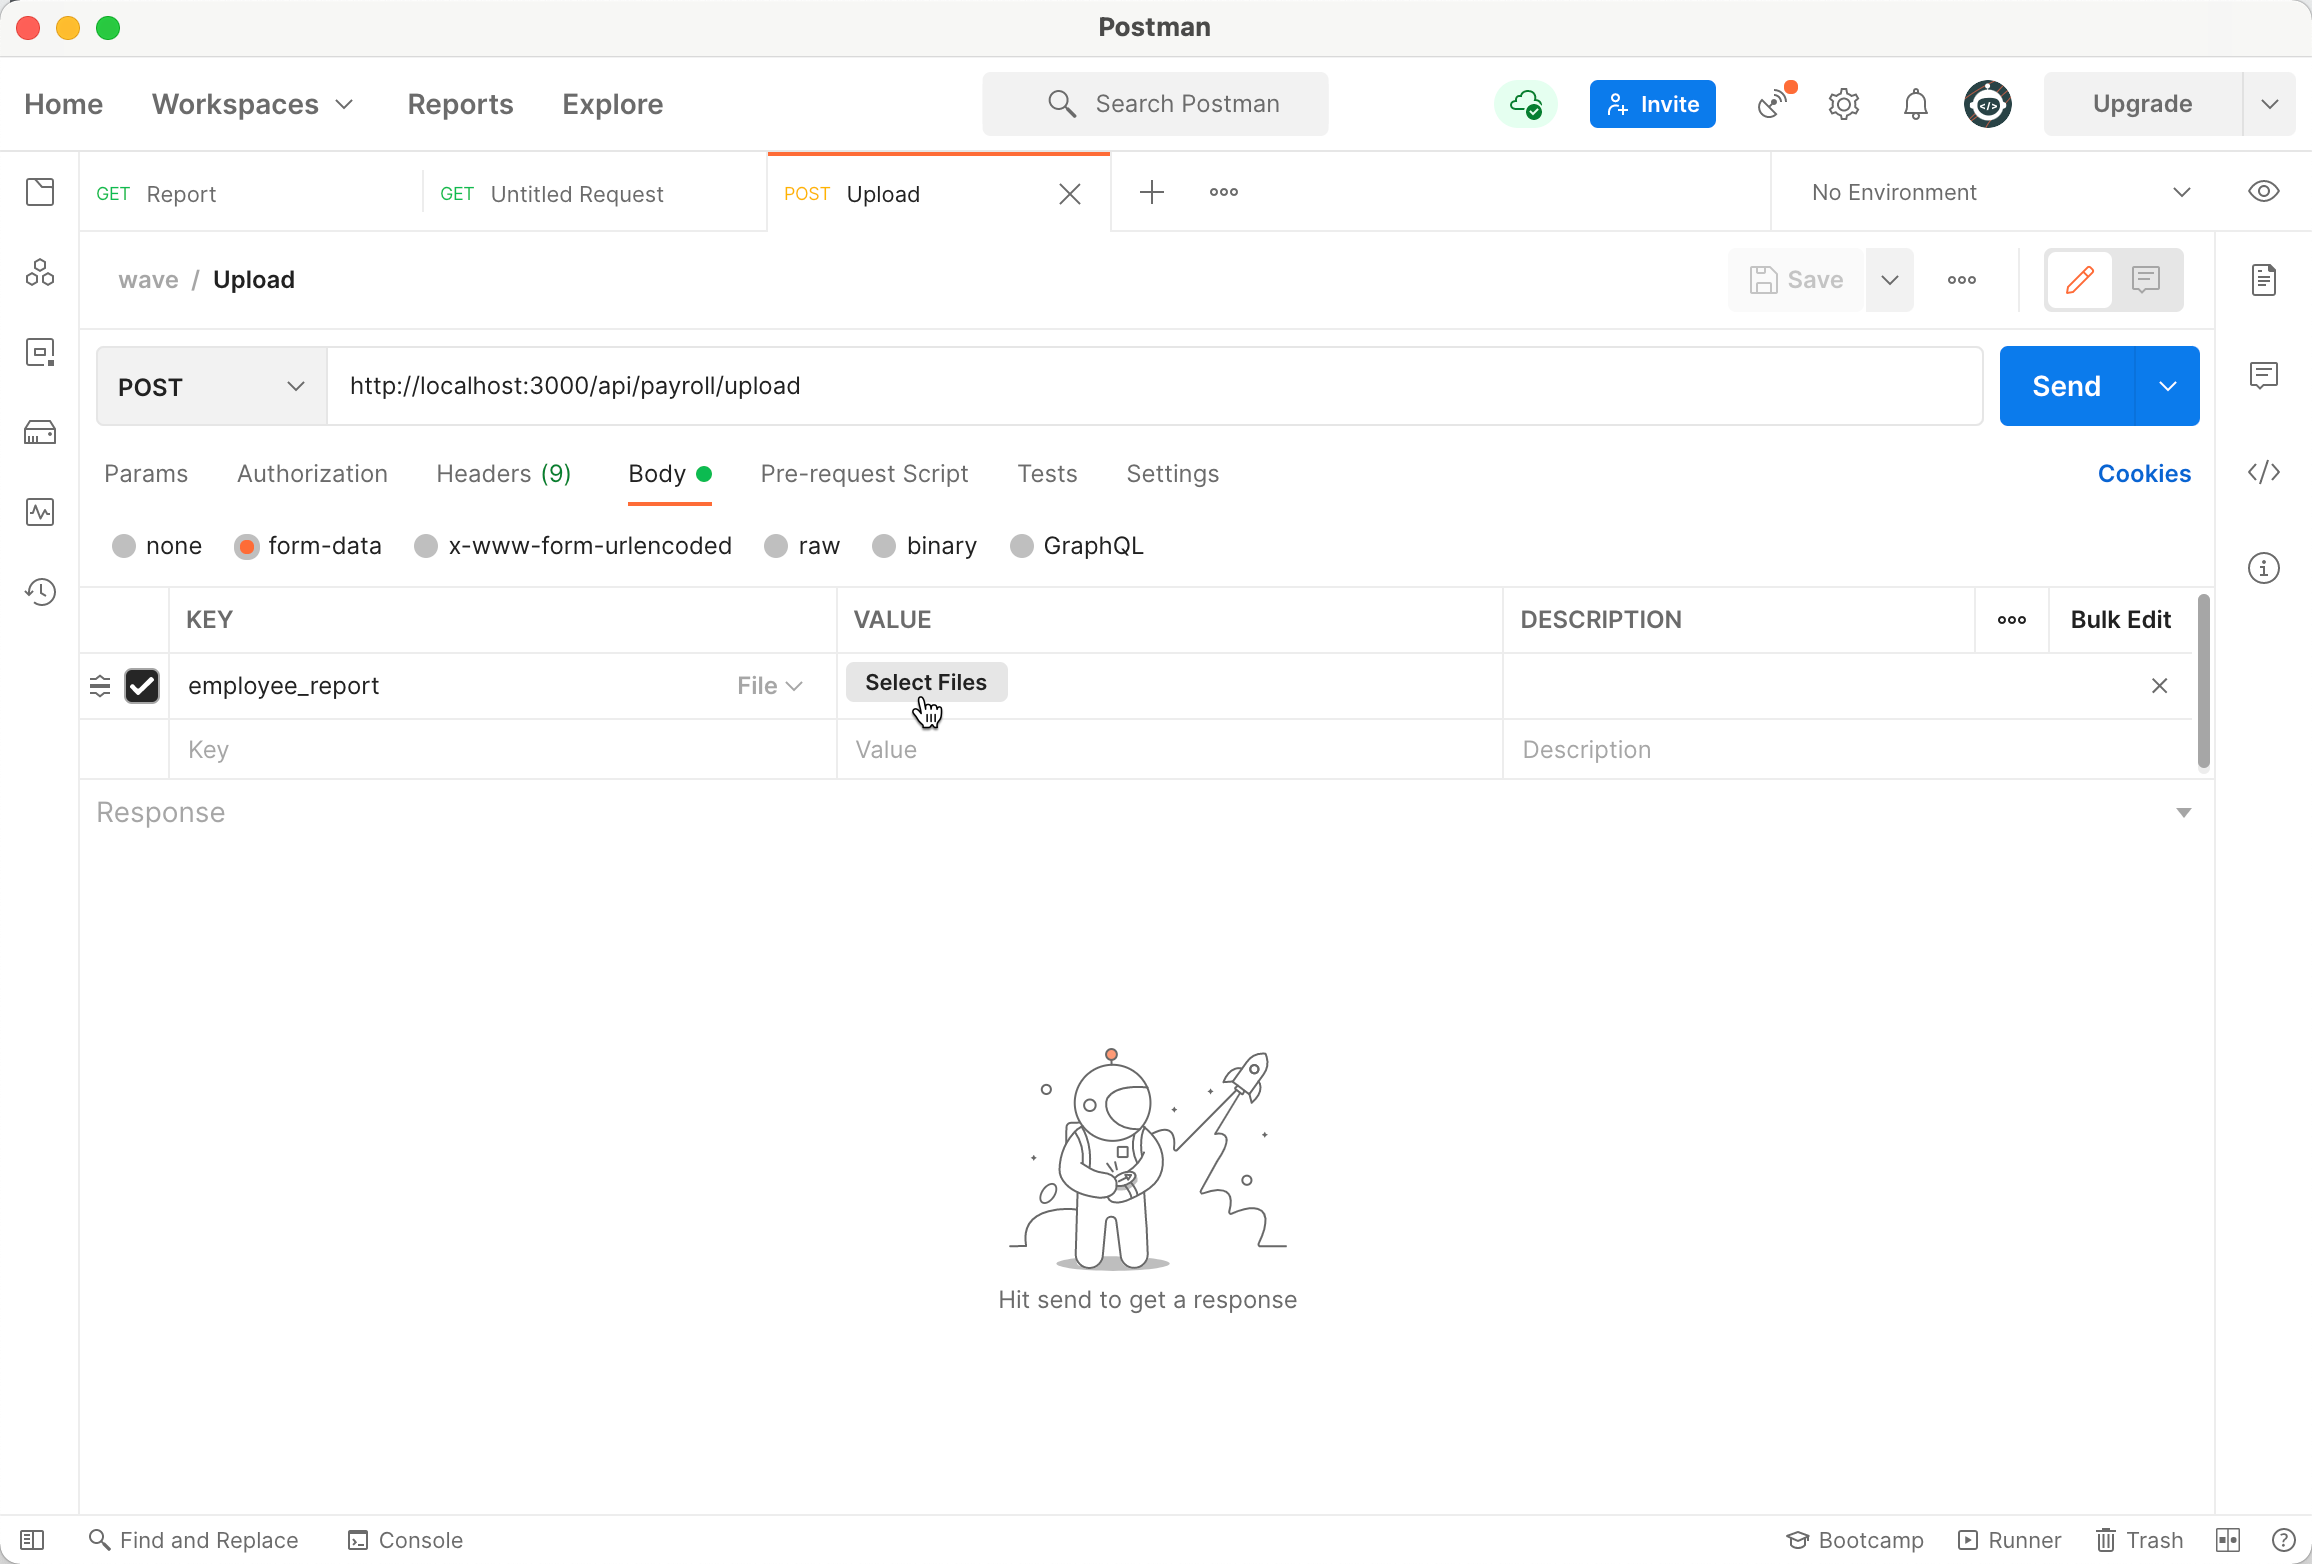 Postman
Home Workspaces Reports Explore Search Postman Invite Upgrade
GET Report GET Untitled Request POST Upload No Environment
wave / Upload Save
POST http://localhost:3000/api/payroll/upload Send
Params Authorization Headers (9) Body Pre-request Script Tests Settings Cookies
none form-data x-www-form-urlencoded raw binary GraphQL
KEY VALUE DESCRIPTION Bulk Edit
employee_report File Select Files
Key Value Description
Response
Hit send to get a response
Find and Replace Console Bootcamp Runner Trash